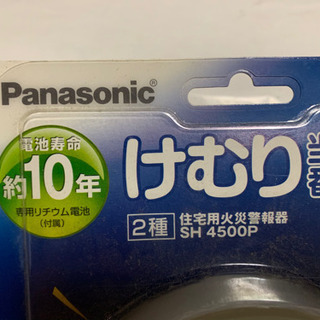 Panasonic
電池寿命
約10年
専用リチウム電池
(付属)
けむり
2種
住宅用火災警報器
SH 4500P